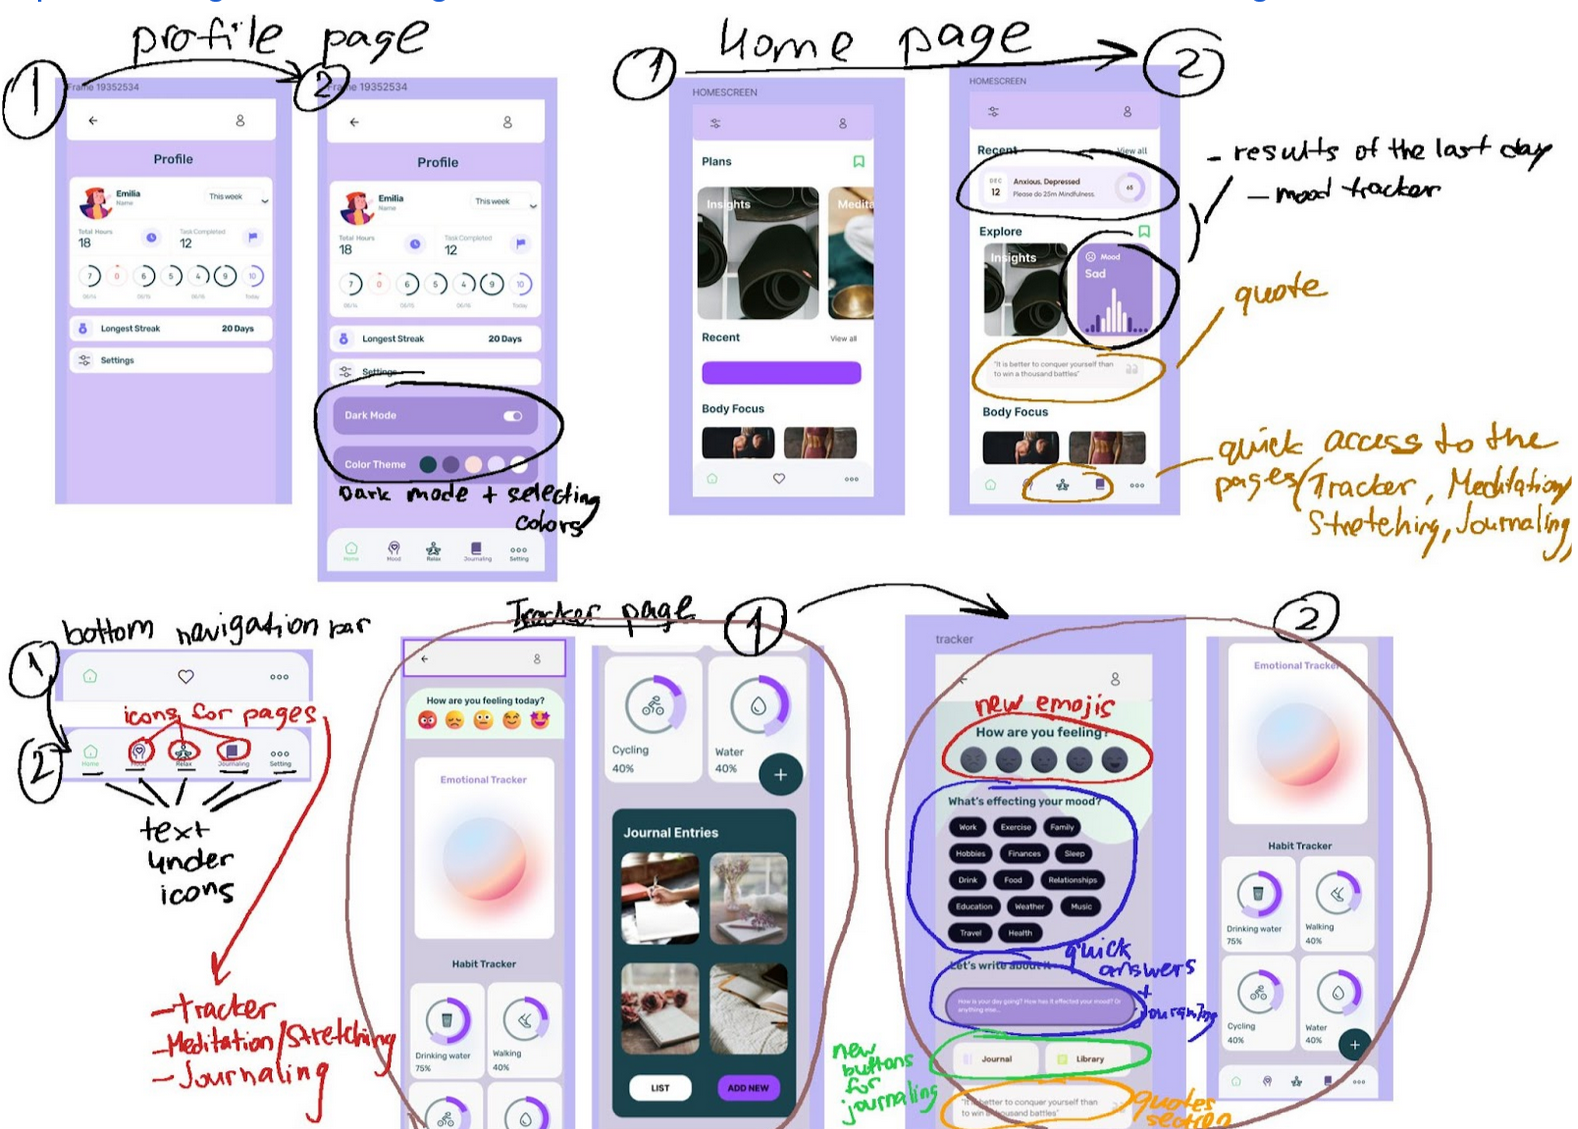 profile page
1
2
Frame 19352534
Profile
Emilia
Name
This week
Total Hours
18
Task Completed
12
7
0
6
5
4
9
10
06/14
06/15
06/16
Today
Longest Streak
20 Days
Settings
Frame 19352534
Profile
Emilia
Name
This week
Total Hours
18
Task Completed
12
7
0
6
5
4
9
10
06/14
06/15
06/16
Today
Longest Streak
20 Days
Settings
Dark Mode
Color Theme
Dark mode + selecting
colors
Home
Mood
Relax
Journaling
Setting
Home page
1
2
HOMESCREEN
Plans
Insights
Medita
Recent
View all
Body Focus
HOMESCREEN
Recent
View all
DEC
12
Anxious. Depressed
Please do 25m Mindfulness.
65
Explore
Insights
Mood
Sad
"It is better to conquer yourself than
to win a thousand battles"
Body Focus
- results of the last day
- mood tracker
quote
quick access to the
pages(Tracker, Meditation/
Stretching, Journaling)
bottom navigation bar
1
icons for pages
2
Home
Mood
Relax
Journaling
Setting
text
under
icons
- tracker
- Meditation/Stretching
- Journaling
Tracker page
1
How are you feeling today?
Emotional Tracker
Habit Tracker
Drinking water
75%
Walking
40%
Cycling
40%
Water
40%
+
Journal Entries
LIST
ADD NEW
2
tracker
new emojis
How are you feeling?
What's effecting your mood?
Work
Exercise
Family
Hobbies
Finances
Sleep
Drink
Food
Relationships
Education
Weather
Music
Travel
Health
quick
answers
+
Journaling
Let's write about it
How is your day going? How has it effected your mood? Or
anything else...
new
buttons
for
journaling
Journal
Library
"It is better to conquer yourself than
to win a thousand battles"
quotes
section
Emotional Tracker
Habit Tracker
Drinking water
75%
Walking
40%
Cycling
40%
Water
40%
+